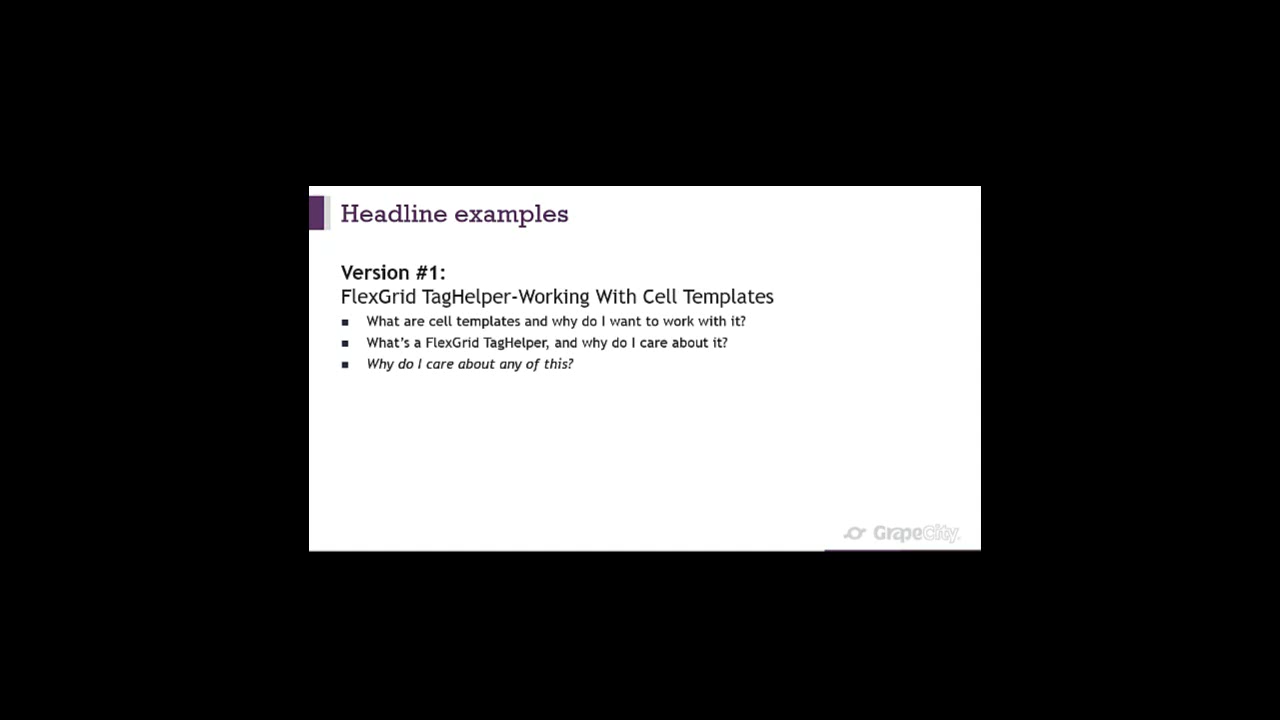 Headline examples
Version #1:
FlexGrid TagHelper-Working With Cell Templates
What are cell templates and why do I want to work with it?
What's a FlexGrid TagHelper, and why do I care about it?
Why do I care about any of this?
GrapeCity